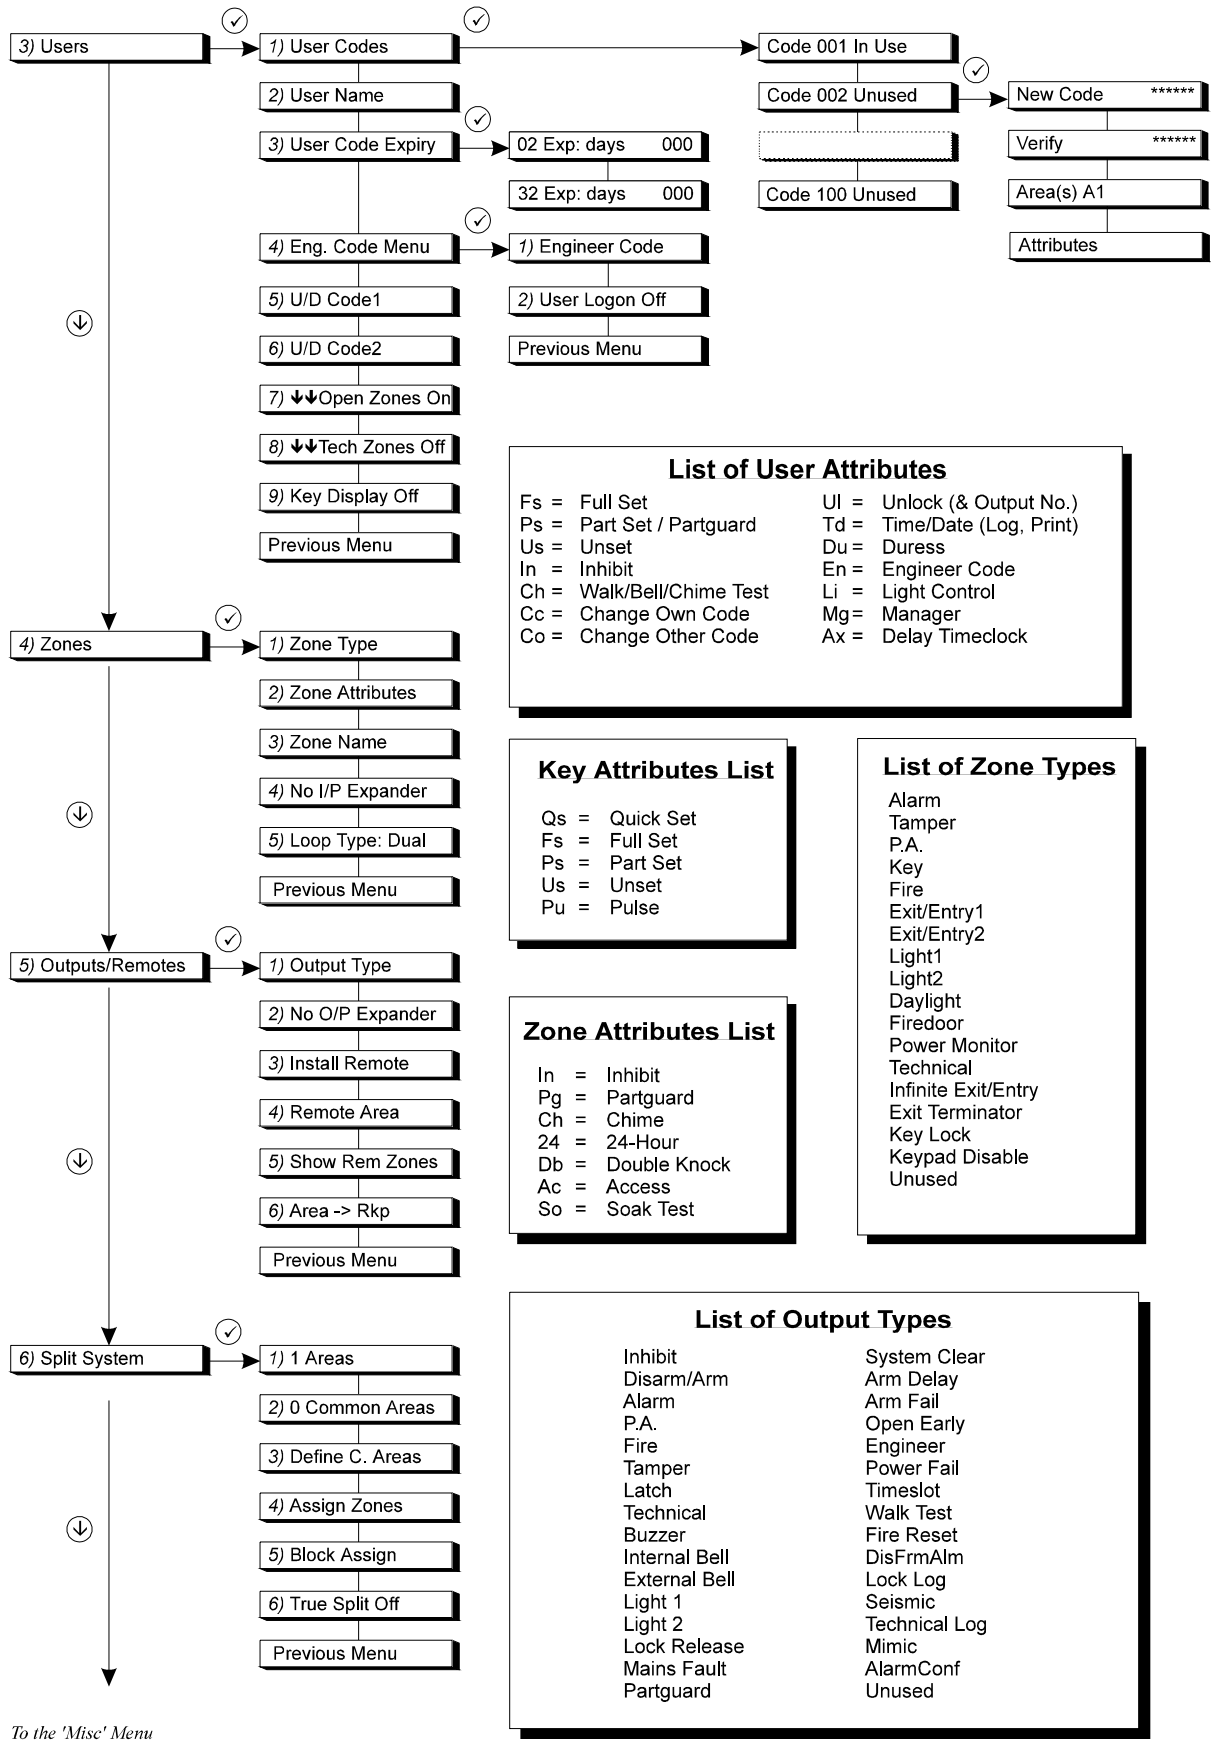 3) Users
1) User Codes
2) User Name
3) User Code Expiry
4) Eng. Code Menu
5) U/D Code1
6) U/D Code2
7) ↓↓Open Zones On
8) ↓↓Tech Zones Off
9) Key Display Off
Previous Menu
Code 001 In Use
Code 002 Unused
Code 100 Unused
New Code ******
Verify ******
Area(s) A1
Attributes
02 Exp: days 000
32 Exp: days 000
1) Engineer Code
2) User Logon Off
Previous Menu
List of User Attributes
Fs = Full Set
Ps = Part Set / Partguard
Us = Unset
In = Inhibit
Ch = Walk/Bell/Chime Test
Cc = Change Own Code
Co = Change Other Code
Ul = Unlock (& Output No.)
Td = Time/Date (Log, Print)
Du = Duress
En = Engineer Code
Li = Light Control
Mg = Manager
Ax = Delay Timeclock
4) Zones
1) Zone Type
2) Zone Attributes
3) Zone Name
4) No I/P Expander
5) Loop Type: Dual
Previous Menu
Key Attributes List
Qs = Quick Set
Fs = Full Set
Ps = Part Set
Us = Unset
Pu = Pulse
List of Zone Types
Alarm
Tamper
P.A.
Key
Fire
Exit/Entry1
Exit/Entry2
Light1
Light2
Daylight
Firedoor
Power Monitor
Technical
Infinite Exit/Entry
Exit Terminator
Key Lock
Keypad Disable
Unused
5) Outputs/Remotes
1) Output Type
2) No O/P Expander
3) Install Remote
4) Remote Area
5) Show Rem Zones
6) Area -> Rkp
Previous Menu
Zone Attributes List
In = Inhibit
Pg = Partguard
Ch = Chime
24 = 24-Hour
Db = Double Knock
Ac = Access
So = Soak Test
6) Split System
1) 1 Areas
2) 0 Common Areas
3) Define C. Areas
4) Assign Zones
5) Block Assign
6) True Split Off
Previous Menu
List of Output Types
Inhibit
Disarm/Arm
Alarm
P.A.
Fire
Tamper
Latch
Technical
Buzzer
Internal Bell
External Bell
Light 1
Light 2
Lock Release
Mains Fault
Partguard
System Clear
Arm Delay
Arm Fail
Open Early
Engineer
Power Fail
Timeslot
Walk Test
Fire Reset
DisFrmAlm
Lock Log
Seismic
Technical Log
Mimic
AlarmConf
Unused
To the 'Misc' Menu